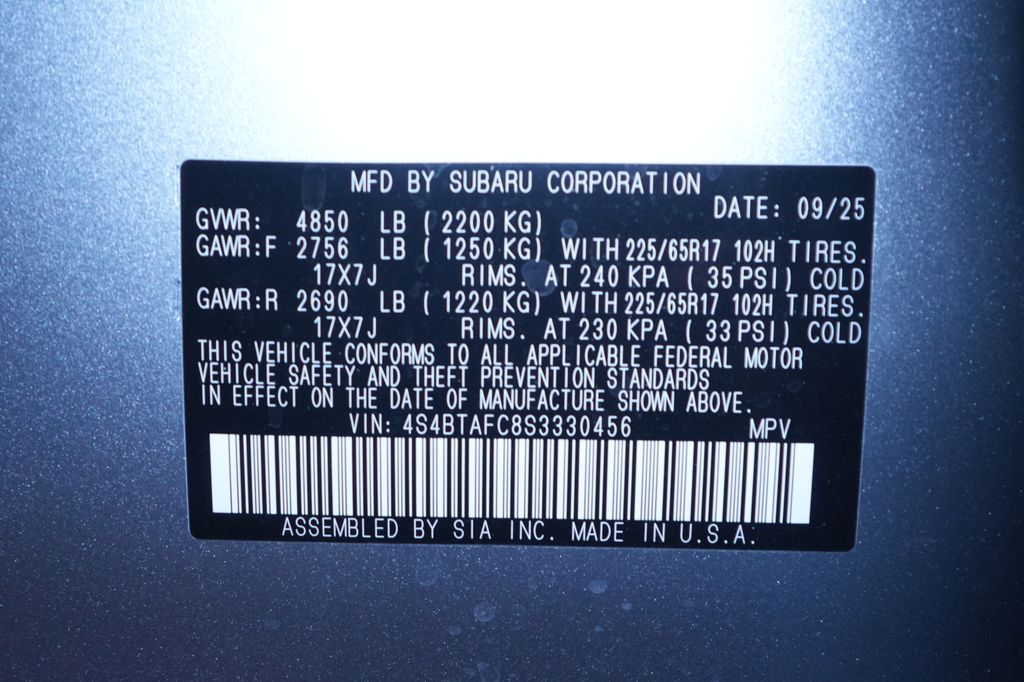 MFD BY SUBARU CORPORATION
DATE: 09/25
GVWR: 4850 LB (2200 KG)
GAWR:F 2756 LB (1250 KG) WITH 225/65R17 102H TIRES.
17X7J RIMS. AT 240 KPA (35 PSI) COLD
GAWR:R 2690 LB (1220 KG) WITH 225/65R17 102H TIRES.
17X7J RIMS. AT 230 KPA (33 PSI) COLD
THIS VEHICLE CONFORMS TO ALL APPLICABLE FEDERAL MOTOR
VEHICLE SAFETY AND THEFT PREVENTION STANDARDS
IN EFFECT ON THE DATE OF MANUFACTURE SHOWN ABOVE.
VIN: 4S4BTAFC8S3330456 MPV
ASSEMBLED BY SIA INC. MADE IN U.S.A.